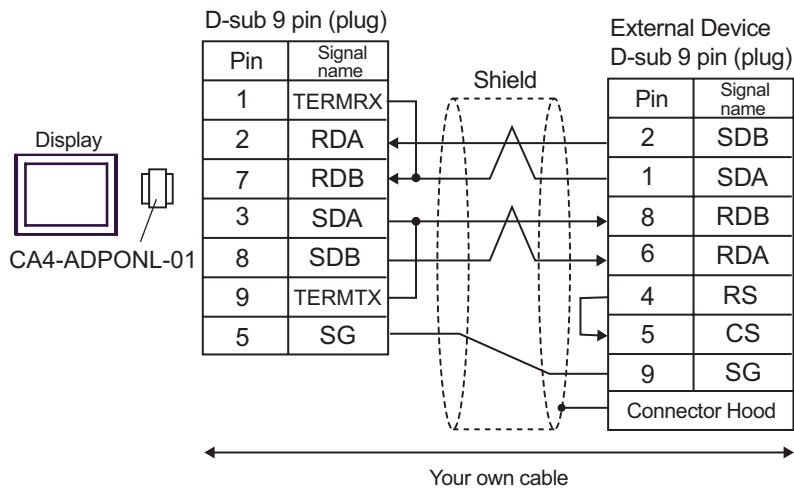 D-sub 9 pin (plug)
Pin Signal name
1 TERMRX
2 RDA
7 RDB
3 SDA
8 SDB
9 TERMTX
5 SG
Display
CA4-ADPONL-01
Shield
External Device
D-sub 9 pin (plug)
Pin Signal name
2 SDB
1 SDA
8 RDB
6 RDA
4 RS
5 CS
9 SG
Connector Hood
Your own cable